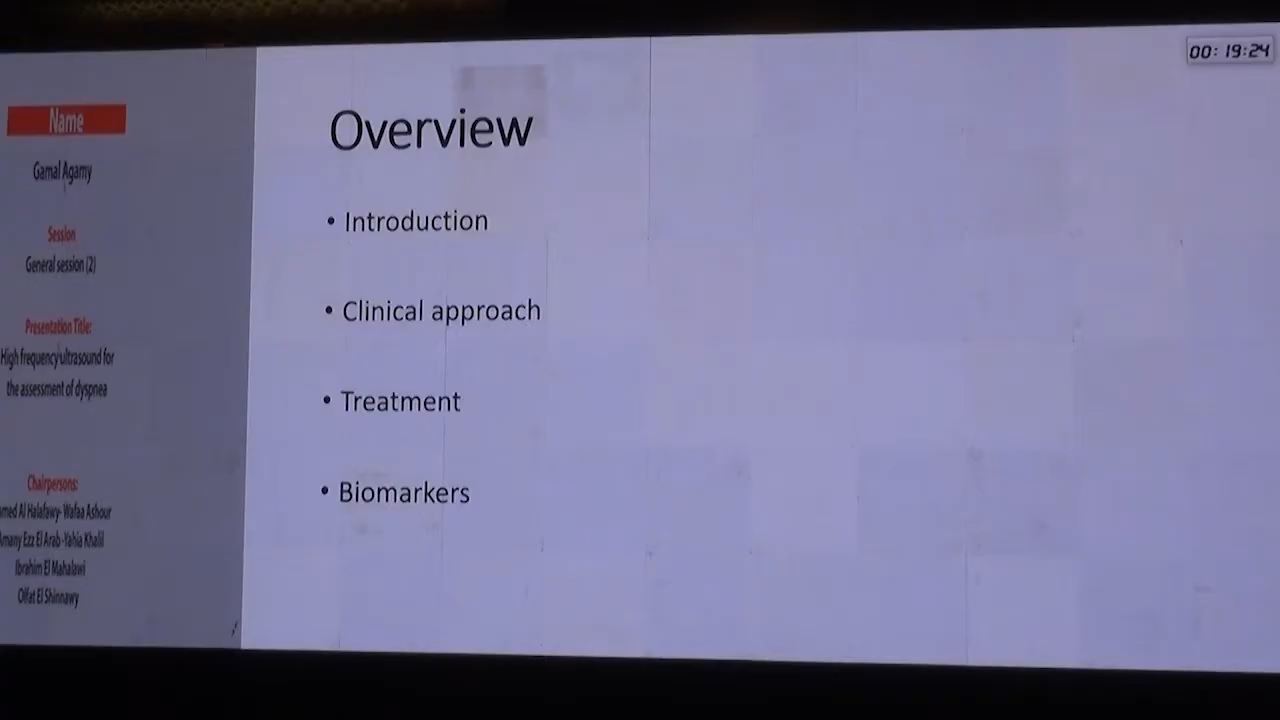 Name
Gamal Agamy
Session
General session (2)
Presentation Title:
High frequency ultrasound for
the assessment of dyspnea
Chairpersons:
Al Halafawy- Wafaa Ashour
Amany Ezz El Arab -Yahia Khalil
Ibrahim El Mahalawi
Olfat El Shinnawy
00: 19:24
Overview
• Introduction
• Clinical approach
• Treatment
• Biomarkers